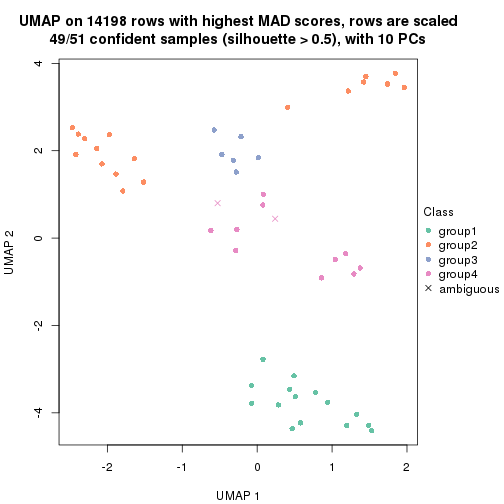 UMAP on 14198 rows with highest MAD scores, rows are scaled
49/51 confident samples (silhouette > 0.5), with 10 PCs
4
2
0
-2
-4
UMAP 2
-2
-1
0
1
2
UMAP 1
Class
group1
group2
group3
group4
ambiguous